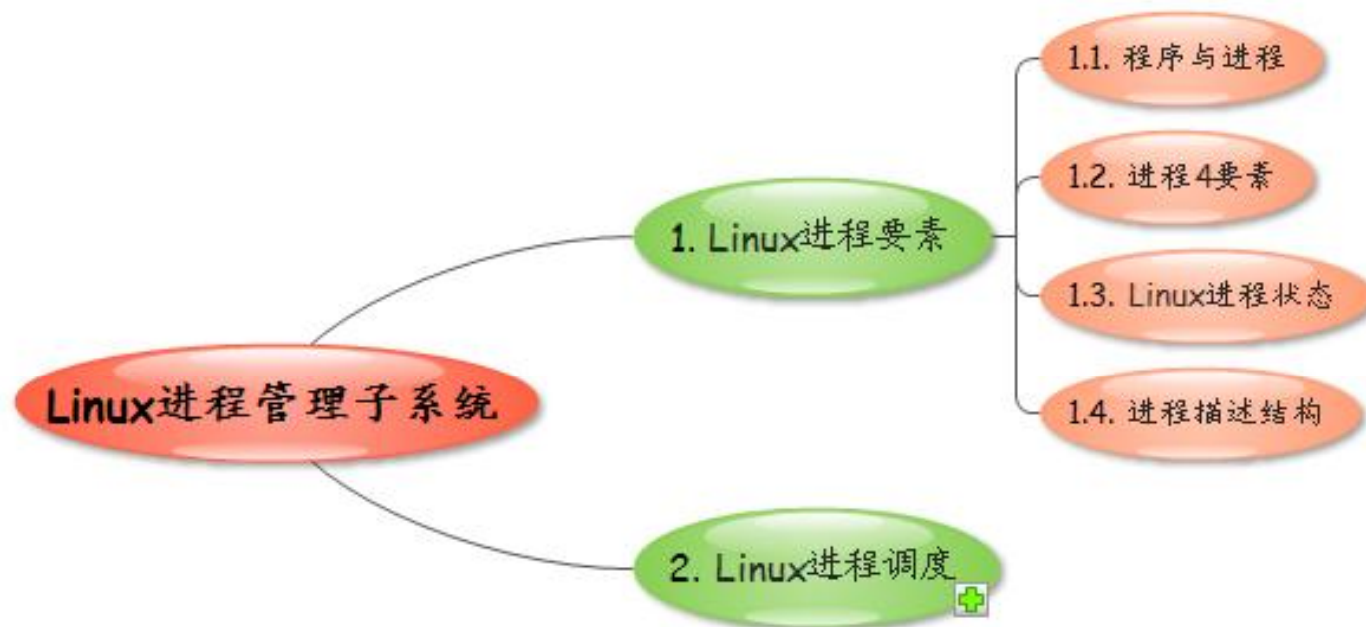 Linux进程管理子系统
1. Linux进程要素
1.1. 程序与进程
1.2. 进程4要素
1.3. Linux进程状态
1.4. 进程描述结构
2. Linux进程调度